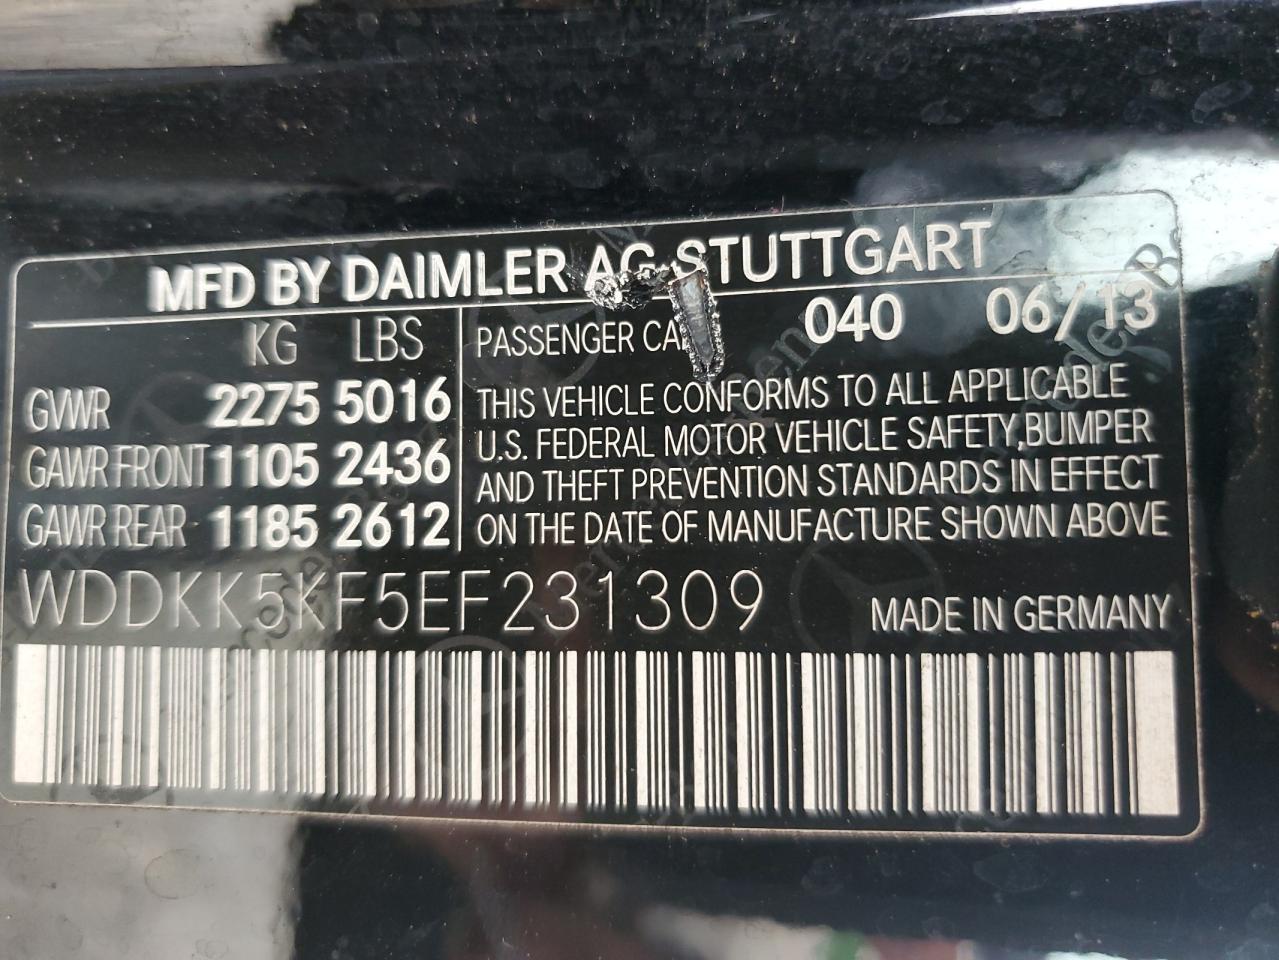 MFD BY DAIMLER AG STUTTGART
KG LBS
GVWR 2275 5016
GAWR FRONT 1105 2436
GAWR REAR 1185 2612
PASSENGER CA 040 06/13
THIS VEHICLE CONFORMS TO ALL APPLICABLE
U.S. FEDERAL MOTOR VEHICLE SAFETY,BUMPER
AND THEFT PREVENTION STANDARDS IN EFFECT
ON THE DATE OF MANUFACTURE SHOWN ABOVE
WDDKK5KF5EF231309
MADE IN GERMANY